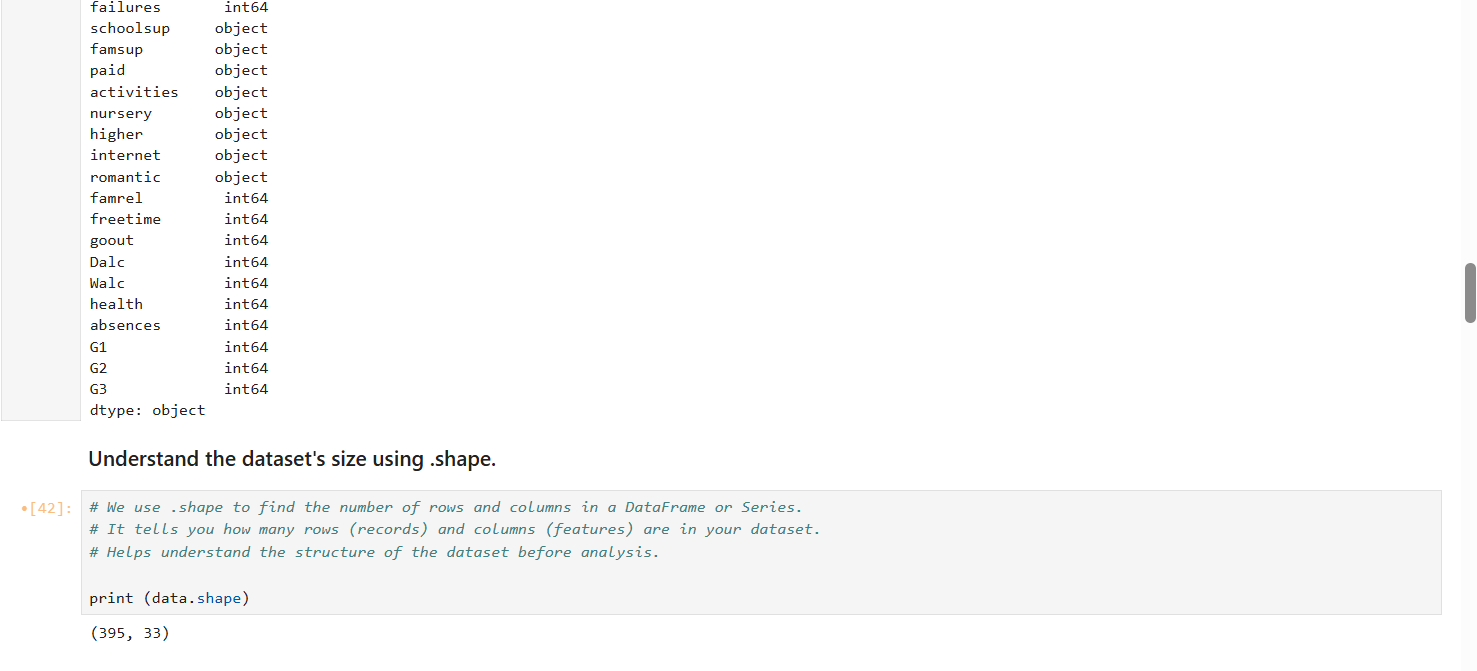 failures int64
schoolsup object
famsup object
paid object
activities object
nursery object
higher object
internet object
romantic object
famrel int64
freetime int64
goout int64
Dalc int64
Walc int64
health int64
absences int64
G1 int64
G2 int64
G3 int64
dtype: object
Understand the dataset's size using .shape.
•[42]:
# We use .shape to find the number of rows and columns in a DataFrame or Series.
# It tells you how many rows (records) and columns (features) are in your dataset.
# Helps understand the structure of the dataset before analysis.
print (data.shape)
(395, 33)